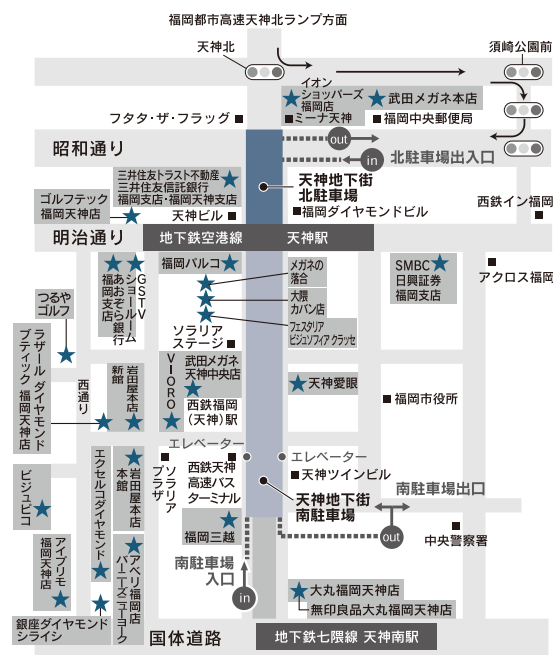 福岡都市高速天神北ランプ方面
天神北
須崎公園前
イオン
ショッパーズ
福岡店
武田メガネ本店
フタタ・ザ・フラッグ
ミーナ天神
福岡中央郵便局
昭和通り
out
in
北駐車場出入口
三井住友トラスト不動産
三井住友信託銀行
福岡支店・福岡天神支店
天神地下街
北駐車場
ゴルフテック
福岡天神店
天神ビル
福岡ダイヤモンドビル
西鉄イン福岡
明治通り
地下鉄空港線
天神駅
アクロス福岡
GSTV
ショールーム
あおぞら銀行
福岡支店
福岡パルコ
メガネの
落合
大隈
カバン店
フェスタリア
ビジュソフィア クラッセ
SMBC
日興証券
福岡支店
つるや
ゴルフ
ソラリア
ステージ
ラザール ダイヤモンド
ブティック 福岡天神店
西通り
岩田屋本店
新館
VIORO
武田メガネ
天神中央店
西鉄福岡
(天神)駅
天神愛眼
福岡市役所
エレベーター
エレベーター
ソラリア
プラザ
西鉄天神
高速バス
ターミナル
天神ツインビル
天神地下街
南駐車場
南駐車場出口
out
中央警察署
ビジュピコ
エクセルコダイヤモンド
岩田屋本店
本館
福岡三越
アイプリモ
福岡天神店
アペリ福岡店
バーニーズニューヨーク
南駐車場
入口
in
大丸福岡天神店
無印良品大丸福岡天神店
銀座ダイヤモンド
シライシ
国体道路
地下鉄七隈線 天神南駅